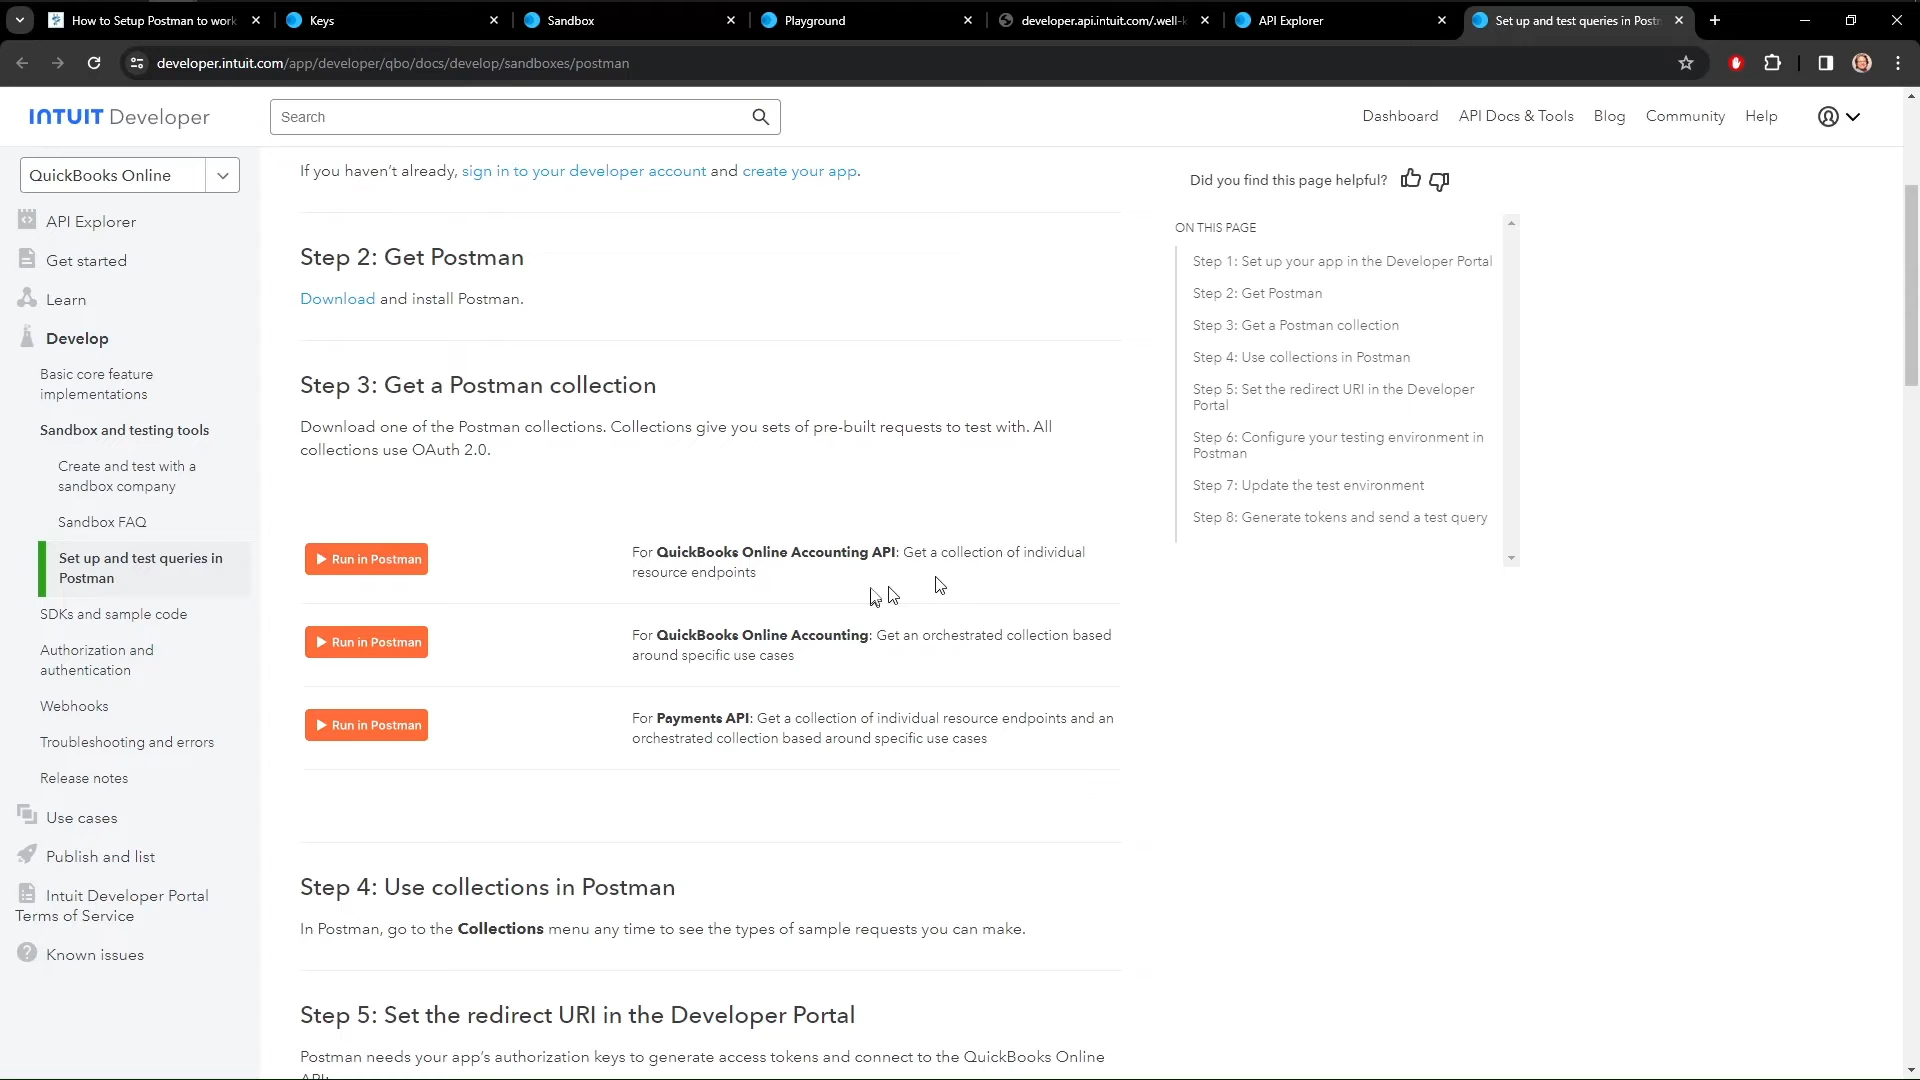 How to Setup Postman to work
Keys
Sandbox
Playground
developer.api.intuit.com/.well-k
API Explorer
Set up and test queries in Postm
developer.intuit.com/app/developer/qbo/docs/develop/sandboxes/postman
INTUIT Developer
Search
Dashboard
API Docs & Tools
Blog
Community
Help
QuickBooks Online
API Explorer
Get started
Learn
Develop
Basic core feature
implementations
Sandbox and testing tools
Create and test with a
sandbox company
Sandbox FAQ
Set up and test queries in
Postman
SDKs and sample code
Authorization and
authentication
Webhooks
Troubleshooting and errors
Release notes
Use cases
Publish and list
Intuit Developer Portal
Terms of Service
Known issues
If you haven’t already, sign in to your developer account and create your app.
Step 2: Get Postman
Download and install Postman.
Step 3: Get a Postman collection
Download one of the Postman collections. Collections give you sets of pre-built requests to test with. All
collections use OAuth 2.0.
Run in Postman
For QuickBooks Online Accounting API: Get a collection of individual
resource endpoints
Run in Postman
For QuickBooks Online Accounting: Get an orchestrated collection based
around specific use cases
Run in Postman
For Payments API: Get a collection of individual resource endpoints and an
orchestrated collection based around specific use cases
Step 4: Use collections in Postman
In Postman, go to the Collections menu any time to see the types of sample requests you can make.
Step 5: Set the redirect URI in the Developer Portal
Postman needs your app’s authorization keys to generate access tokens and connect to the QuickBooks Online
API:
Did you find this page helpful?
ON THIS PAGE
Step 1: Set up your app in the Developer Portal
Step 2: Get Postman
Step 3: Get a Postman collection
Step 4: Use collections in Postman
Step 5: Set the redirect URI in the Developer
Portal
Step 6: Configure your testing environment in
Postman
Step 7: Update the test environment
Step 8: Generate tokens and send a test query